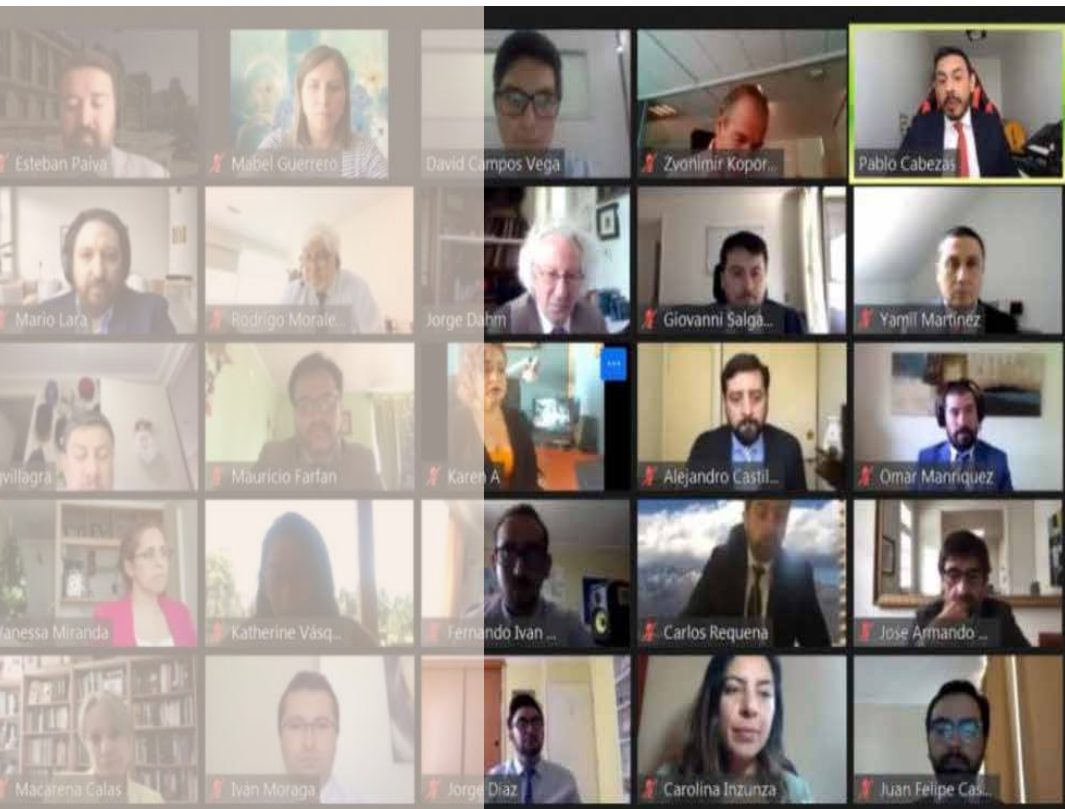 Esteban Paiva
Mabel Guerrero
David Campos Vega
Zvonimir Kopor...
Pablo Cabezas
Mario Lara
Rodrigo Morale...
Jorge Dahm
Giovanni Salga...
Yamil Martinez
villagra
Mauricio Farfan
Karen A
Alejandro Castil...
Omar Manriquez
Vanessa Miranda
Katherine Vásq...
Fernando Ivan ...
Carlos Requena
Jose Armando ...
Macarena Calas
Ivan Moraga
Jorge Diaz
Carolina Inzunza
Juan Felipe Cas...